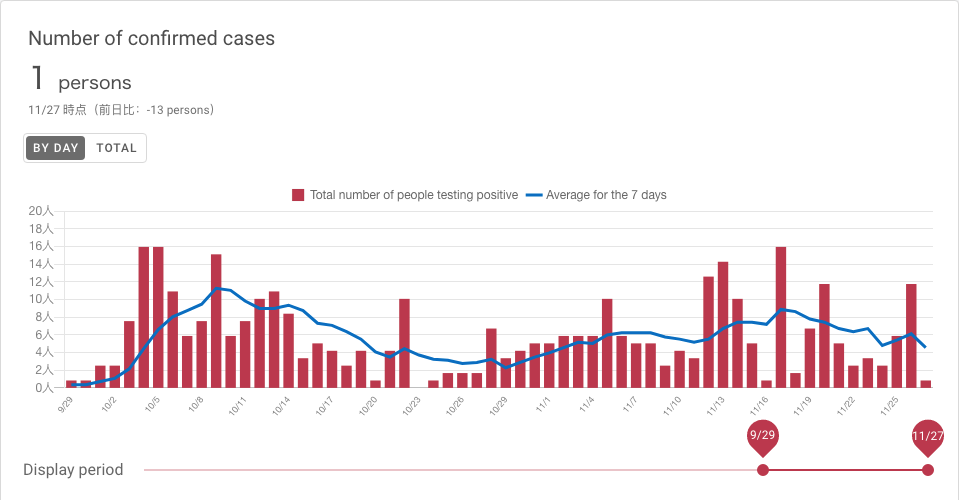 Number of confirmed cases
1 persons
11/27 時点（前日比：-13 persons）
BY DAY TOTAL
Total number of people testing positive Average for the 7 days
20人
18人
16人
14人
12人
10人
8人
6人
4人
2人
0人
9/29 10/2 10/5 10/8 10/11 10/14 10/17 10/20 10/23 10/26 10/29 11/1 11/4 11/7 11/10 11/13 11/16 11/19 11/22 11/25
9/29 11/27
Display period